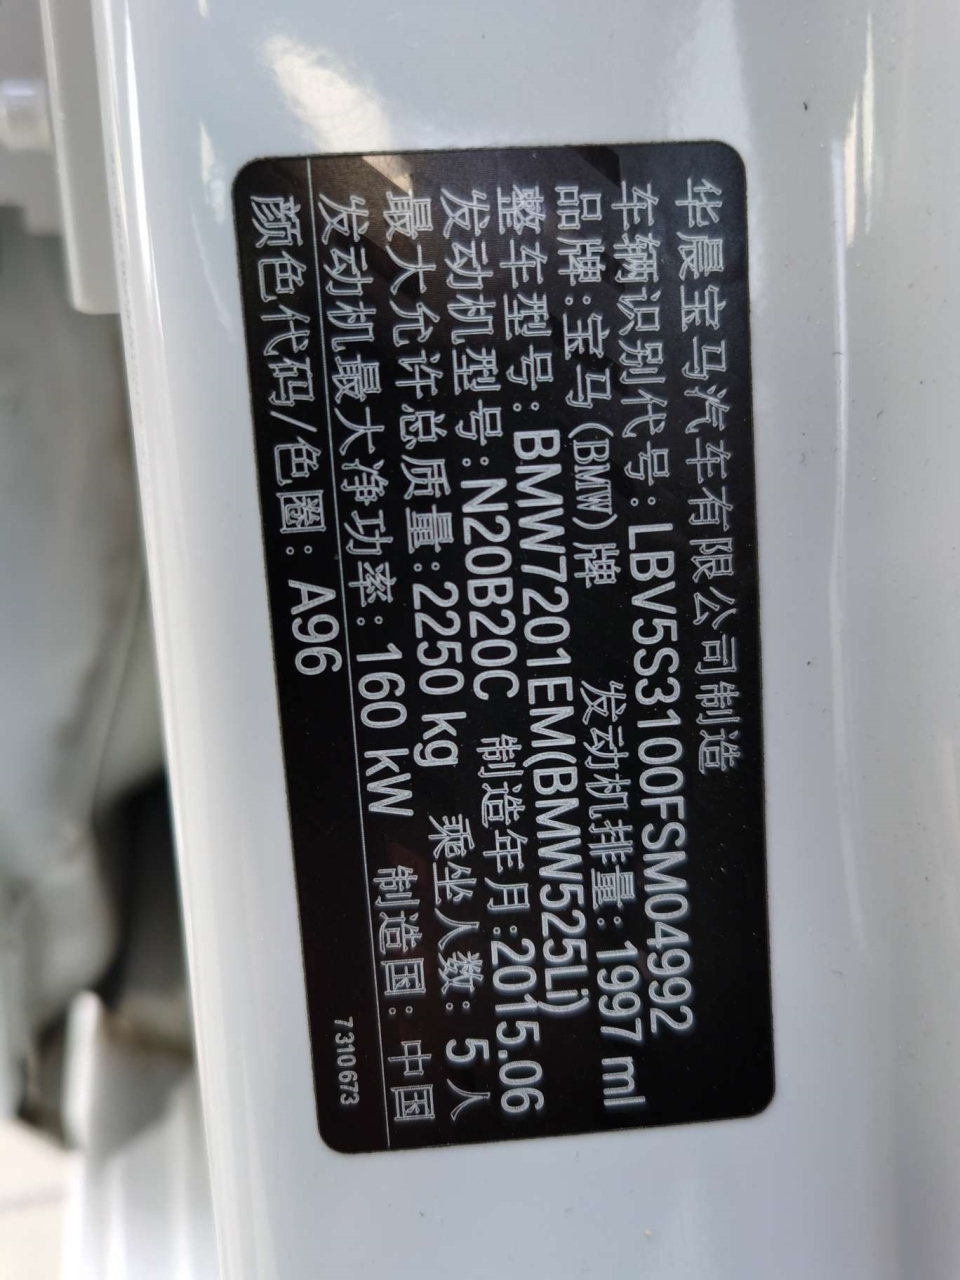 华晨宝马汽车有限公司制造
车辆识别代号:LBV5S3100FSM04992
品牌:宝马(BMW)牌 发动机排量:1997 ml
整车型号:BMW7201EM(BMW525Li)
发动机型号:N20B20C 制造年月:2015.06
最大允许总质量:2250 kg 乘坐人数:5 人
发动机最大净功率:160 kW 制造国:中国
颜色代码/色圈:A96
7310673